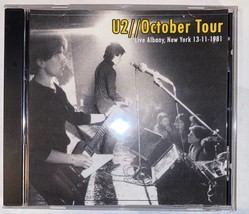 U2//October Tour
Live Albany, New York 13-11-1981